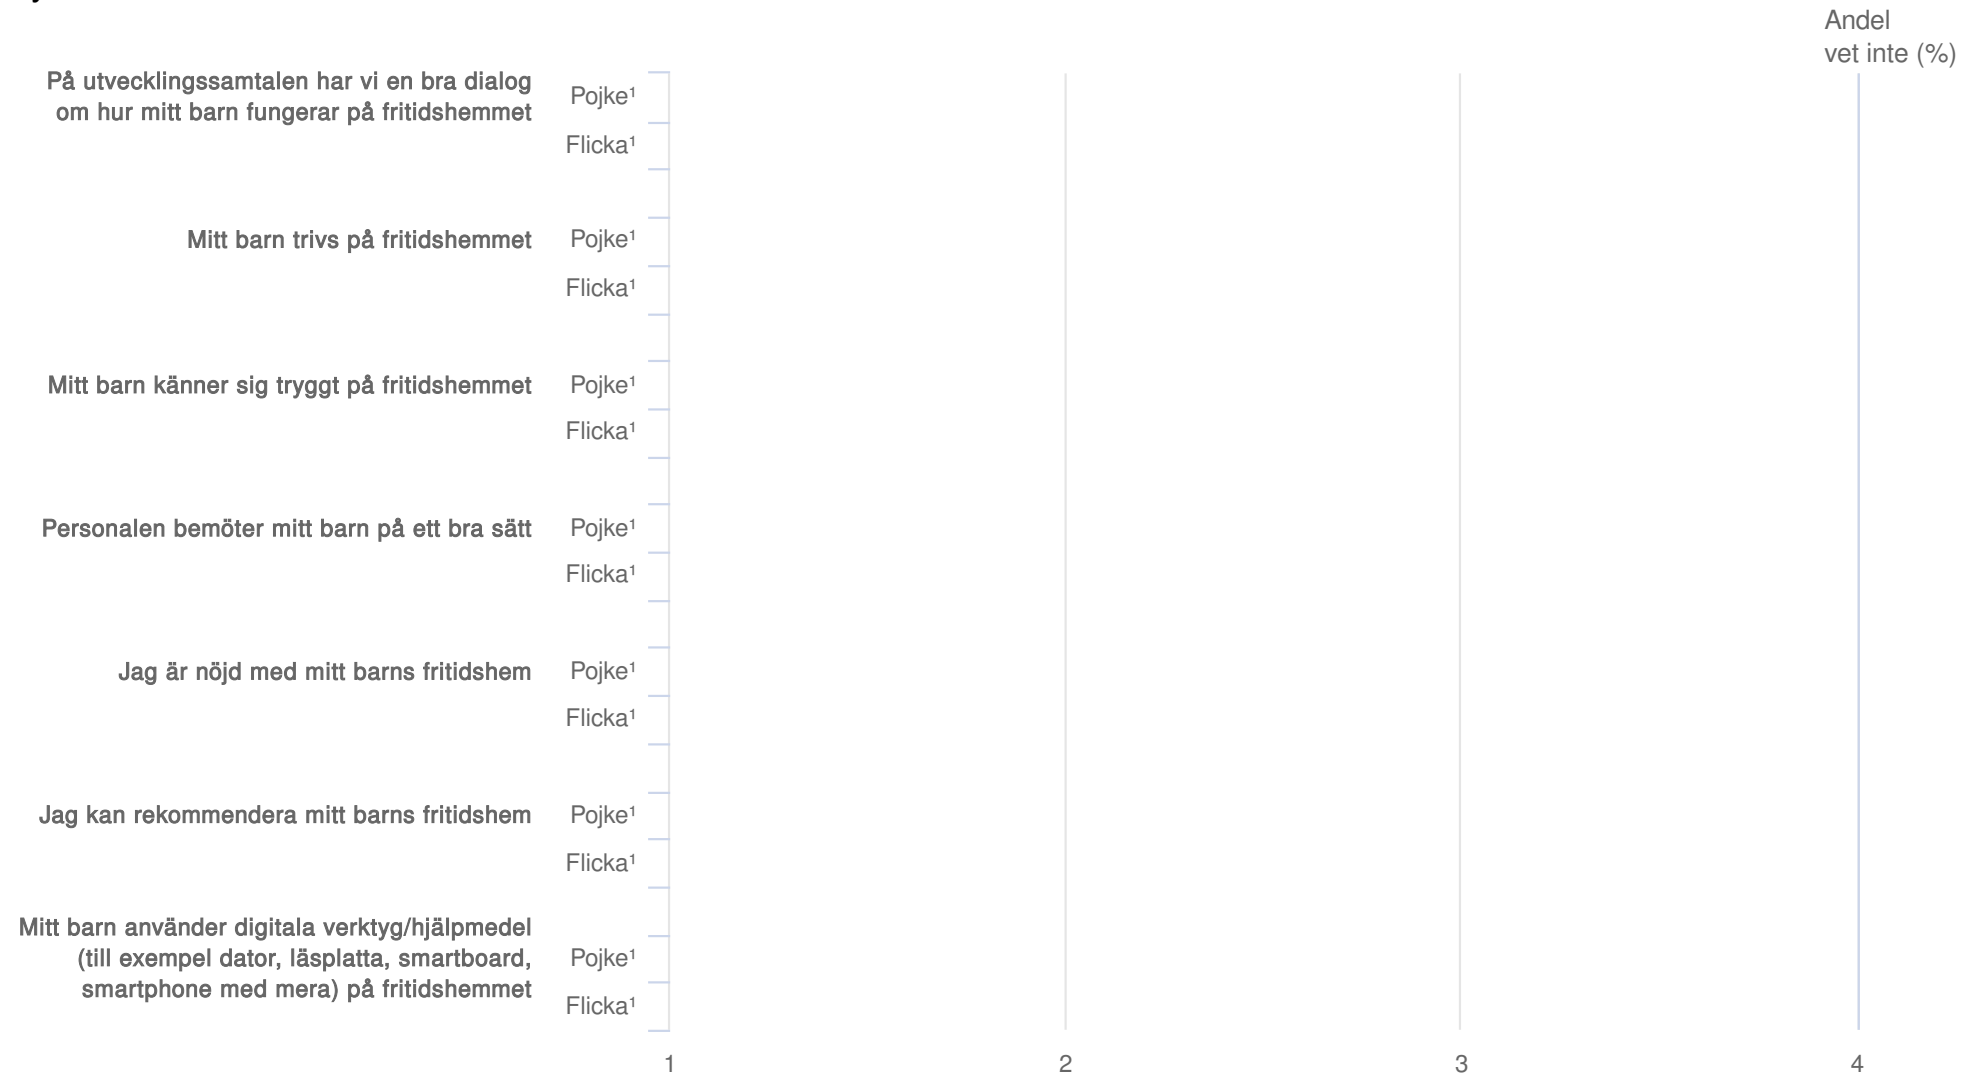 Andel
vet inte (%)
På utvecklingssamtalen har vi en bra dialog
om hur mitt barn fungerar på fritidshemmet
Pojke¹
Flicka¹
Mitt barn trivs på fritidshemmet
Pojke¹
Flicka¹
Mitt barn känner sig tryggt på fritidshemmet
Pojke¹
Flicka¹
Personalen bemöter mitt barn på ett bra sätt
Pojke¹
Flicka¹
Jag är nöjd med mitt barns fritidshem
Pojke¹
Flicka¹
Jag kan rekommendera mitt barns fritidshem
Pojke¹
Flicka¹
Mitt barn använder digitala verktyg/hjälpmedel
(till exempel dator, läsplatta, smartboard,
smartphone med mera) på fritidshemmet
Pojke¹
Flicka¹
1 2 3 4